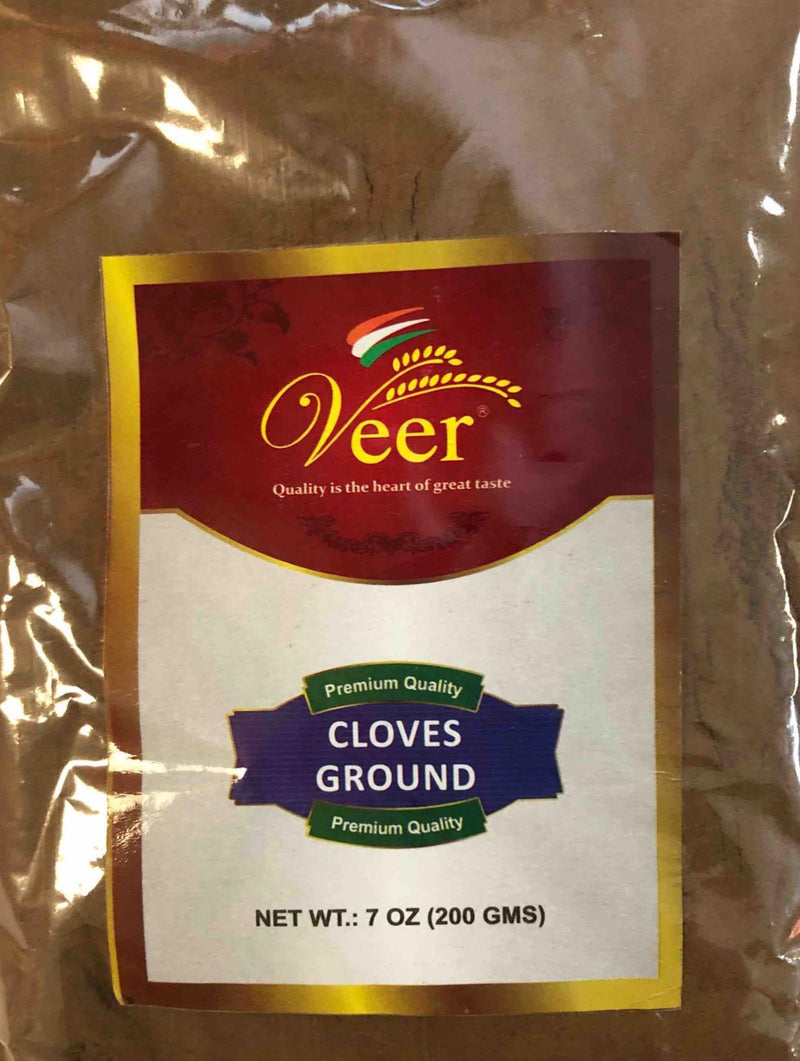 Veer®
Quality is the heart of great taste
Premium Quality
CLOVES
GROUND
Premium Quality
NET WT.: 7 OZ (200 GMS)